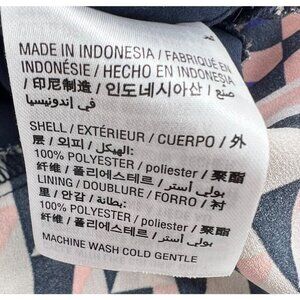 MADE IN INDONESIA / FABRIQUÉ EN
INDONÉSIE / HECHO EN INDONESIA
/ 印尼制造 / 인도네시아산 / صنع
في إندونيسيا
SHELL / EXTÉRIEUR / CUERPO / 外
层 / 외피 / الهيكل:
100% POLYESTER / poliester / 聚酯
纤维 / 폴리에스테르 / بولي أستر
LINING / DOUBLURE / FORRO / 衬
里 / 안감 / بطانة:
100% POLYESTER / poliester / 聚酯
纤维 / 폴리에스테르 / بولي أستر
MACHINE WASH COLD GENTLE